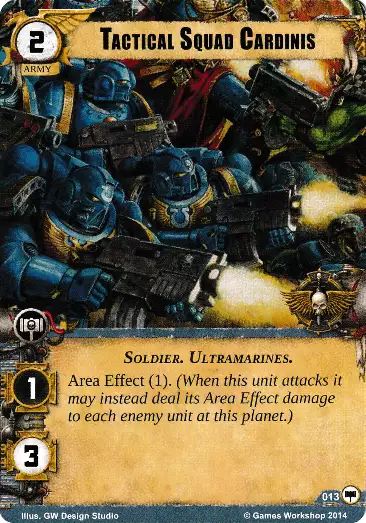 2
TACTICAL SQUAD CARDINIS
ARMY
SOLDIER. ULTRAMARINES.
1
Area Effect (1). (When this unit attacks it
may instead deal its Area Effect damage
to each enemy unit at this planet.)
3
013
Illus. GW Design Studio
© Games Workshop 2014